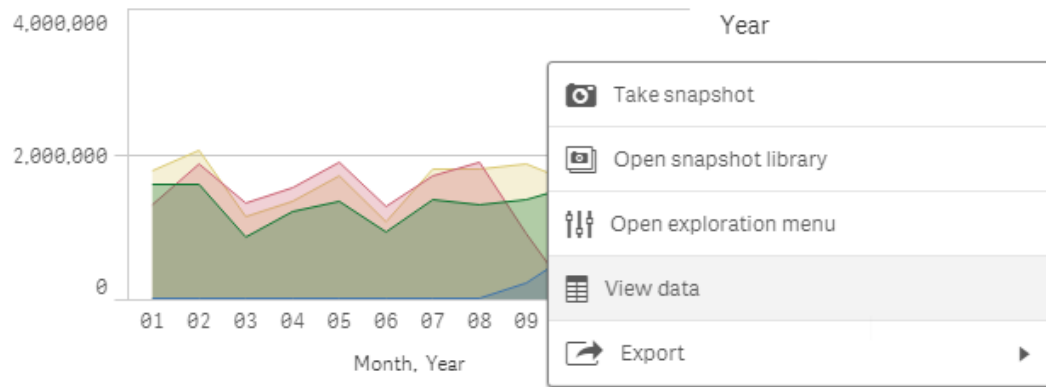 4,000,000
Year
Take snapshot
2,000,000
Open snapshot library
Open exploration menu
0
View data
01 02 03 04 05 06 07 08 09
Month, Year
Export